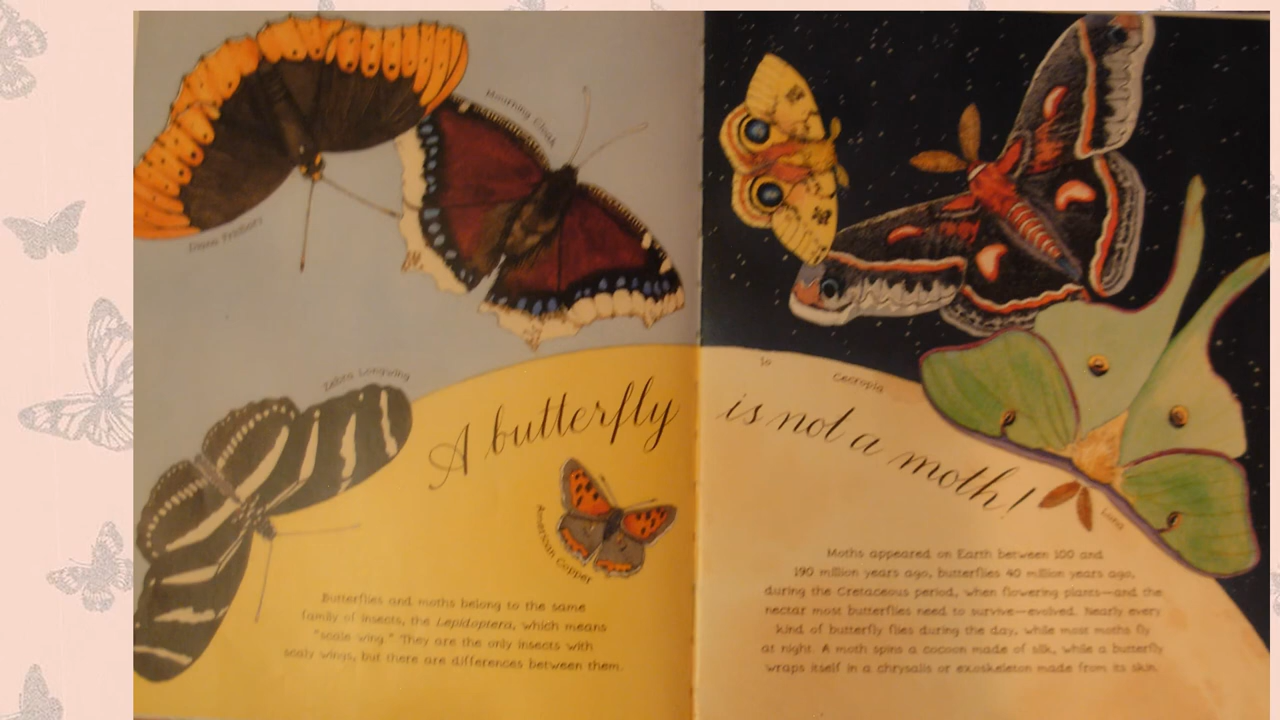 Mourning Cloak
Zebra Longwing
A butterfly
American Copper
Butterflies and moths belong to the same
family of insects, the Lepidoptera, which means
"scale wing." They are the only insects with
scaly wings, but there are differences between them.
Io
Cecropia
is not a moth!
Luna
Moths appeared on Earth between 100 and
190 million years ago, butterflies 40 million years ago,
during the Cretaceous period, when flowering plants—and the
nectar most butterflies need to survive—evolved. Nearly every
kind of butterfly flies during the day, while most moths fly
at night. A moth spins a cocoon made of silk, while a butterfly
wraps itself in a chrysalis or exoskeleton made from its skin.